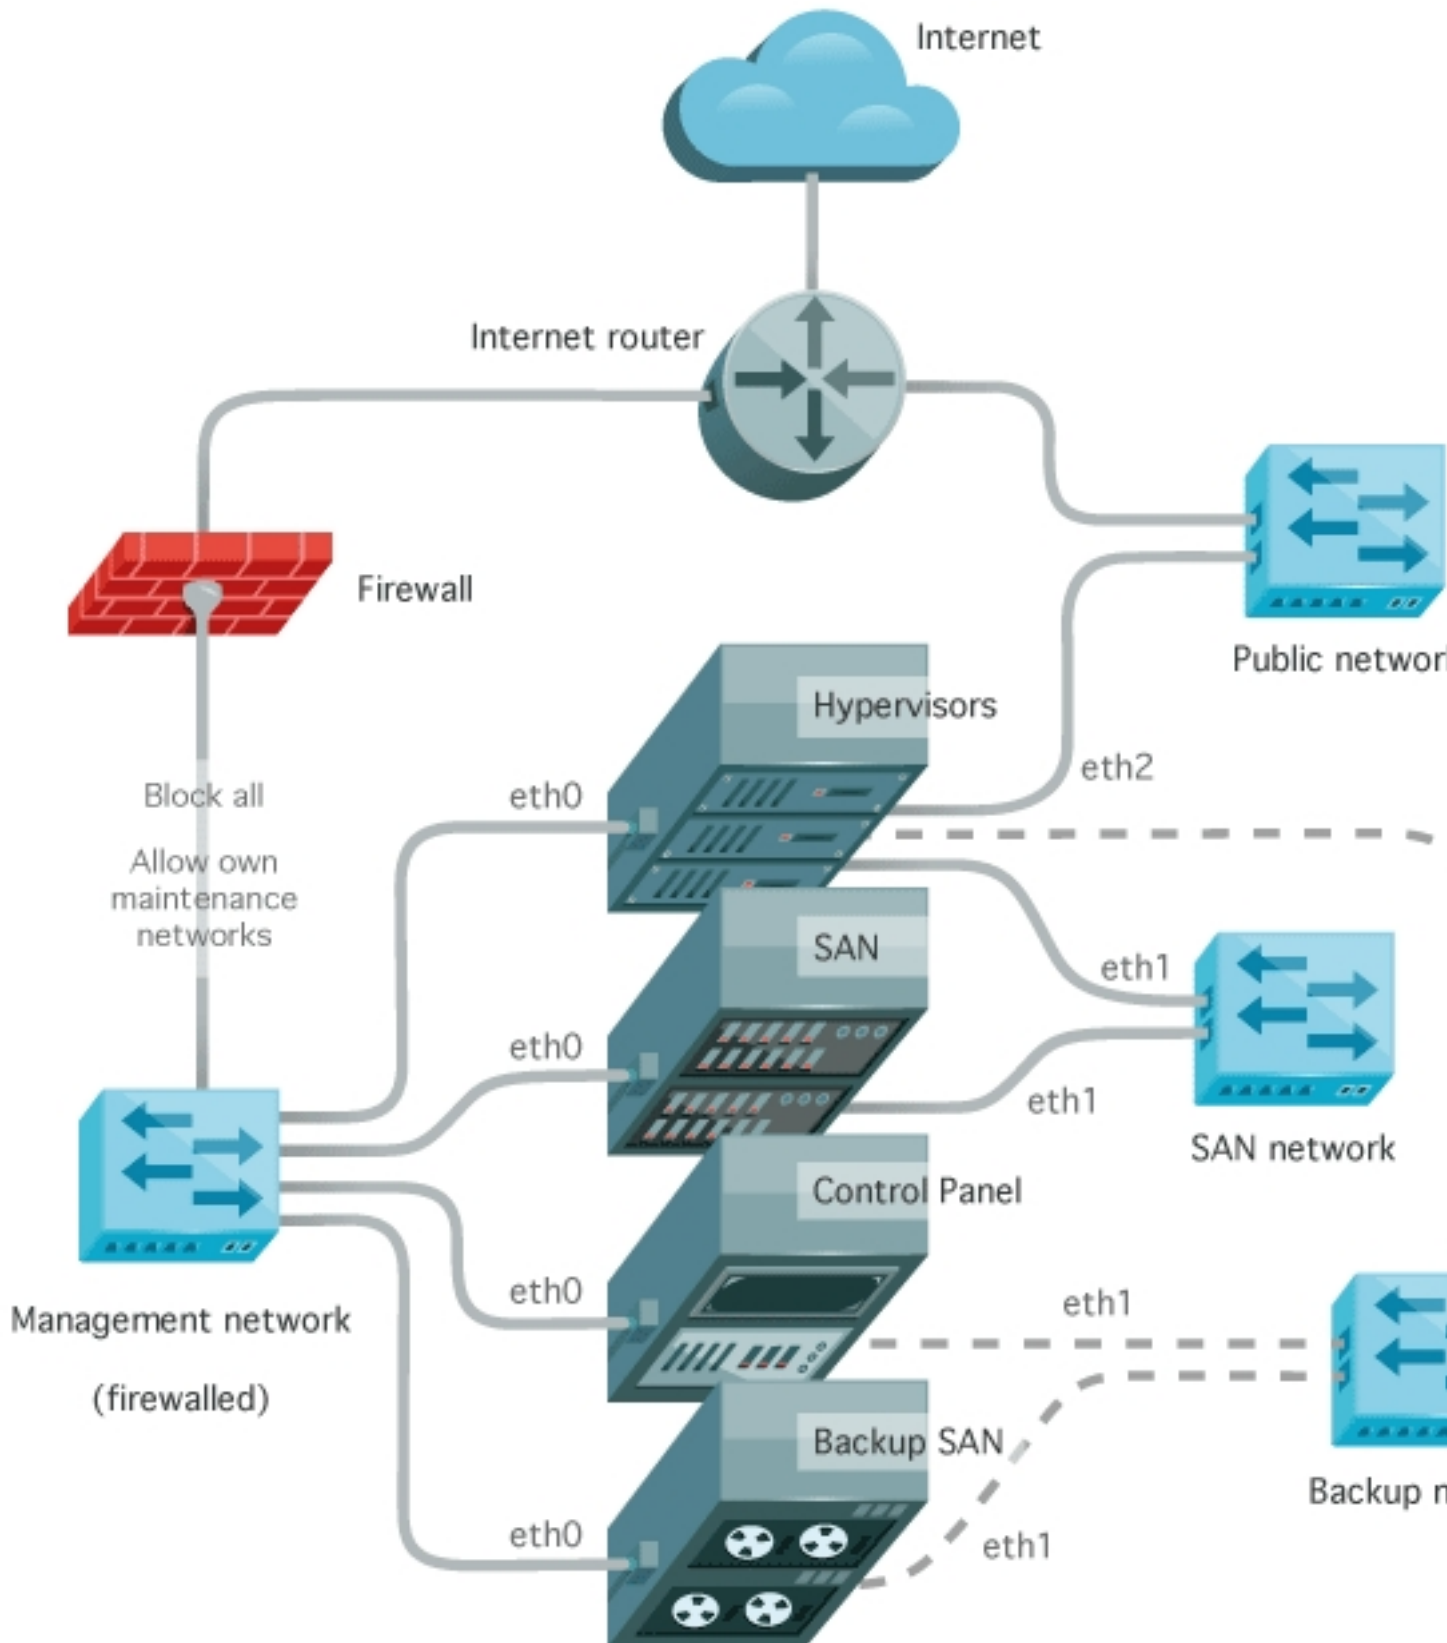 Internet
Internet router
Firewall
Public networ
Hypervisors
eth2
eth0
Block all
Allow own
maintenance
networks
SAN
eth1
eth0
eth1
SAN network
Control Panel
eth0
Management network
(firewalled)
eth1
Backup SAN
Backup n
eth0
eth1